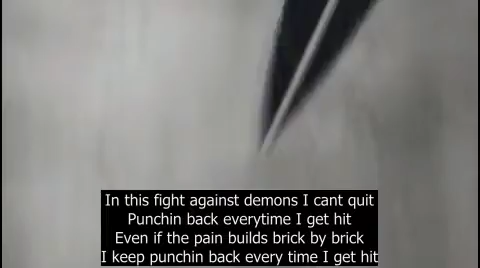 In this fight against demons I cant quit
Punchin back everytime I get hit
Even if the pain builds brick by brick
I keep punchin back every time I get hit